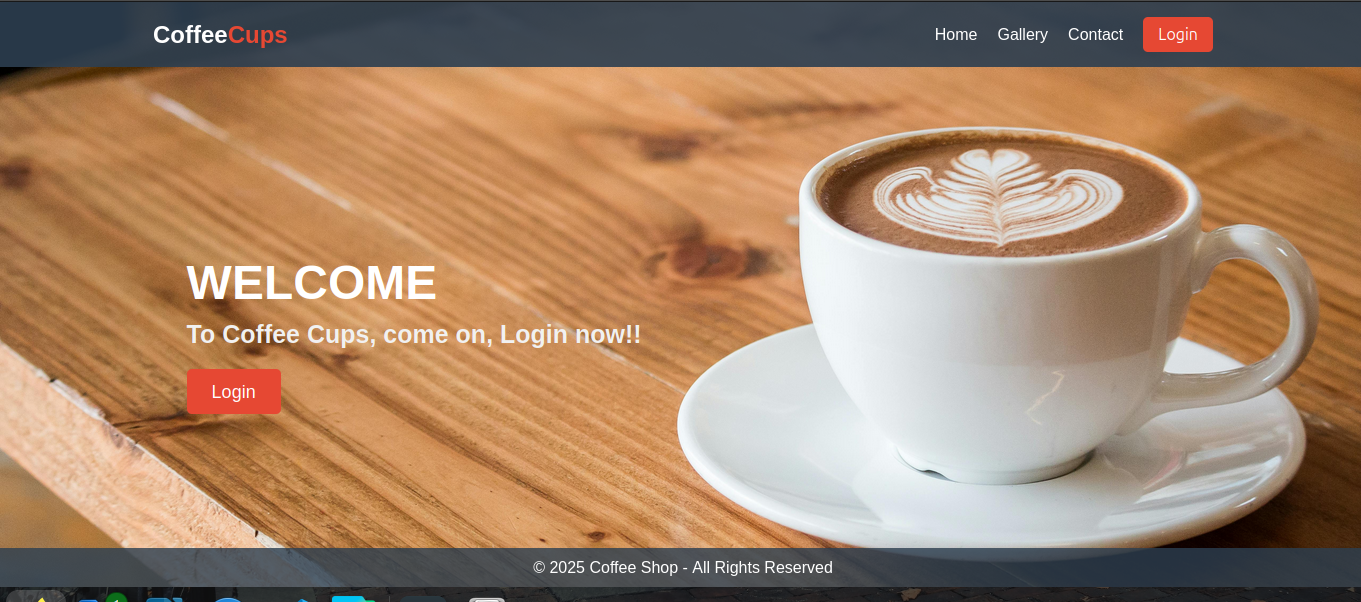 CoffeeCups
Home Gallery Contact Login
WELCOME
To Coffee Cups, come on, Login now!!
Login
© 2025 Coffee Shop - All Rights Reserved